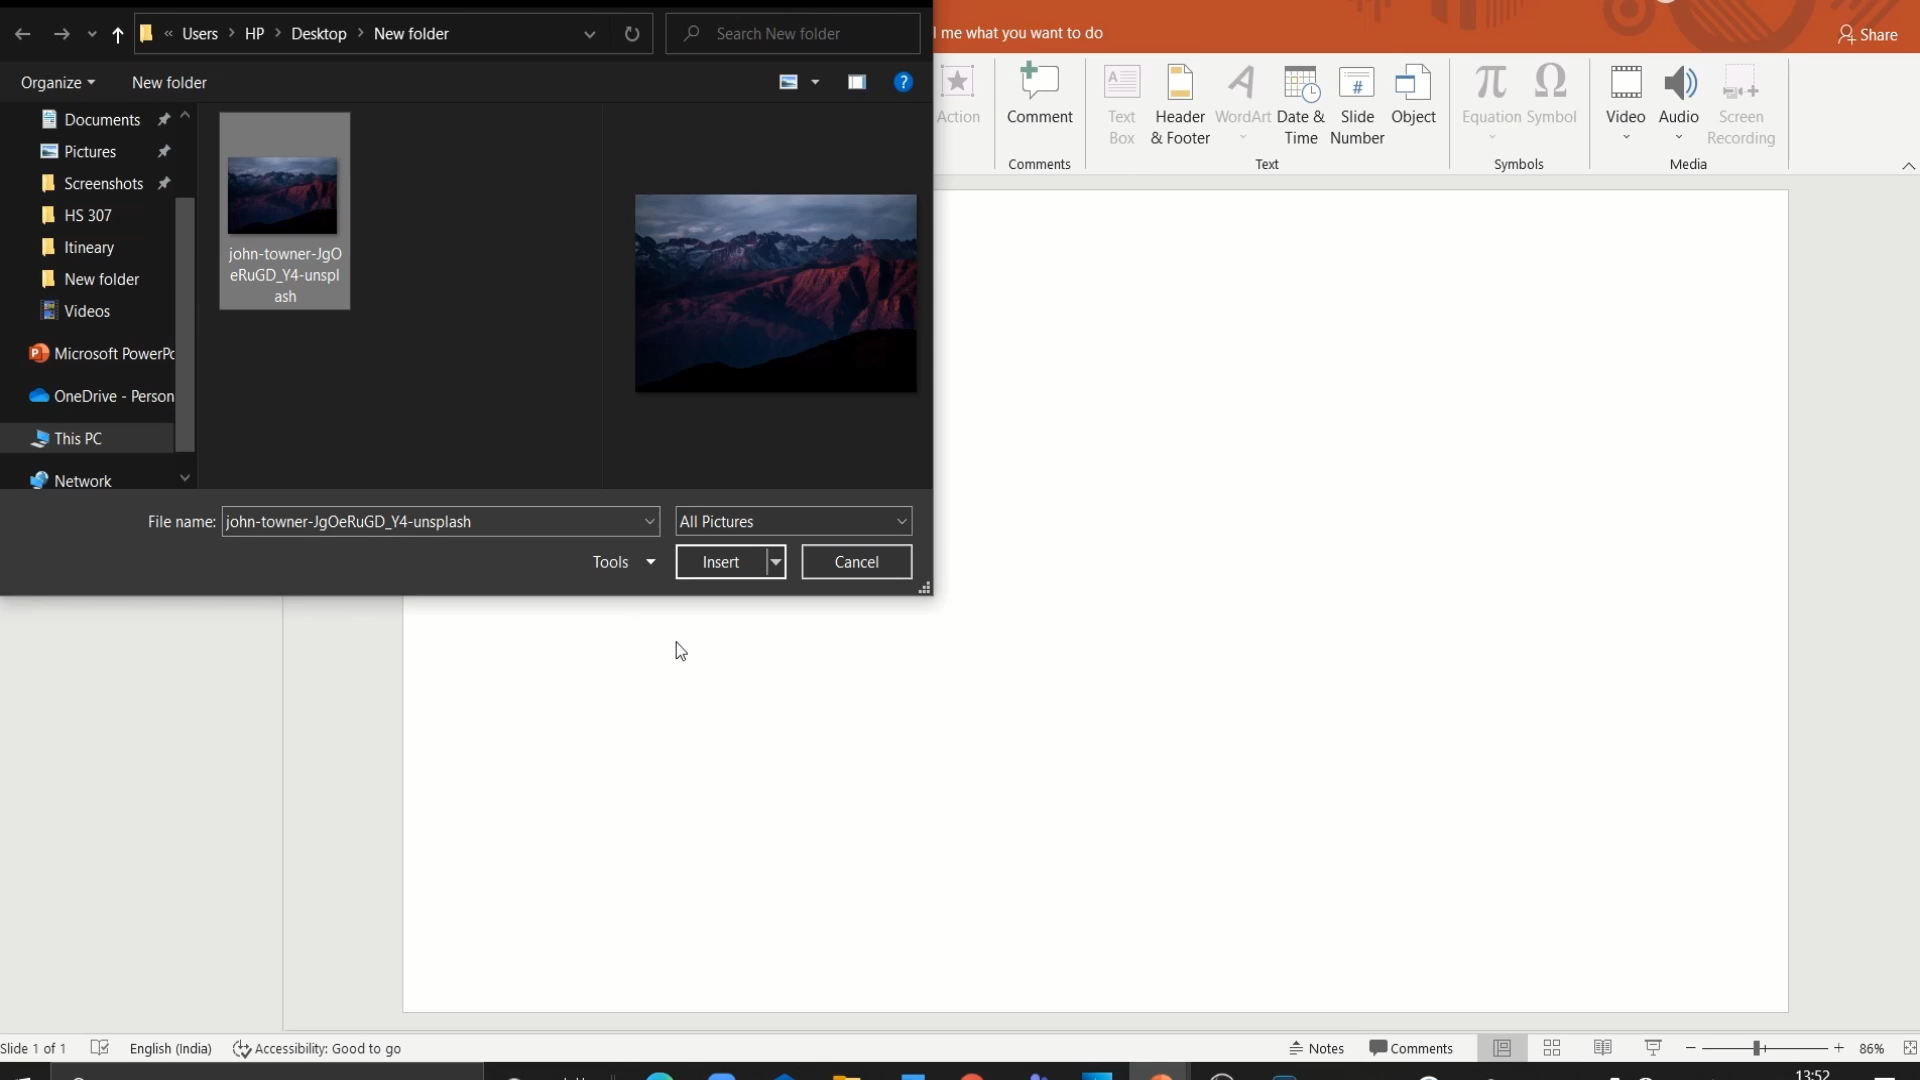 Users > HP > Desktop > New folder
Search New folder
me what you want to do
Share
Organize
New folder
Documents
Pictures
Screenshots
HS 307
Itineary
New folder
Videos
Microsoft PowerPo
OneDrive - Person
This PC
Network
john-towner-JgO
eRuGD_Y4-unspl
ash
File name: john-towner-JgOeRuGD_Y4-unsplash
All Pictures
Tools
Insert
Cancel
Action
Comment
Comments
Text
Box
Header
& Footer
WordArt
Date &
Time
Slide
Number
Object
Text
Equation
Symbol
Symbols
Video
Audio
Screen
Recording
Media
Slide 1 of 1
English (India)
Accessibility: Good to go
Notes
Comments
86%
13:52